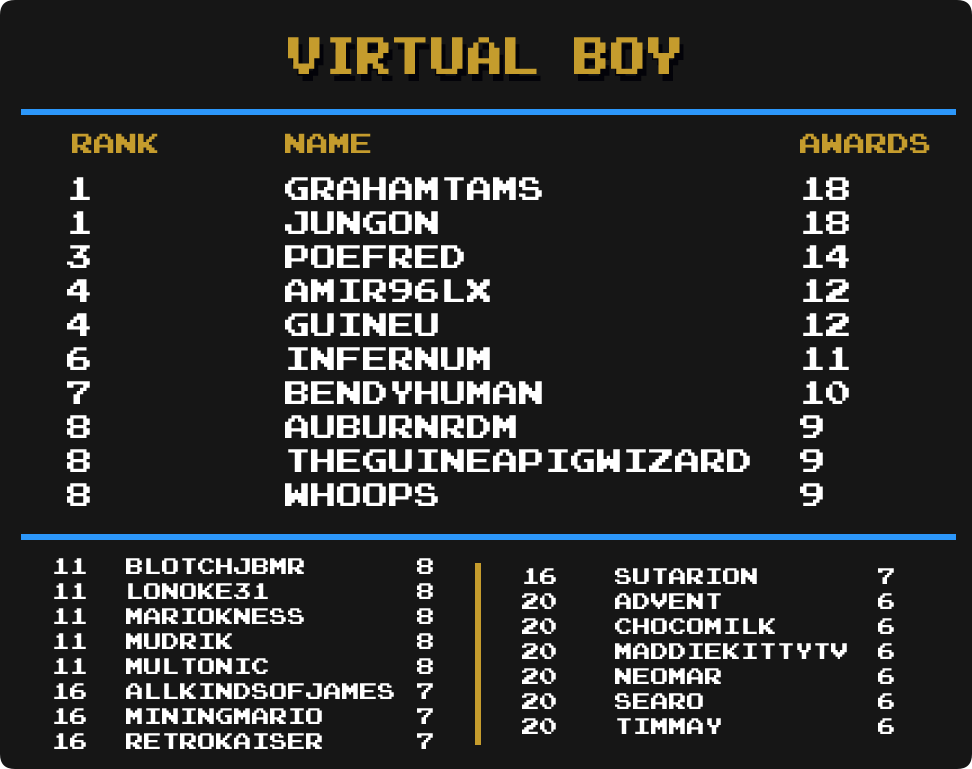 VIRTUAL BOY
RANK NAME AWARDS
1 GRAHAMTAMS 18
1 JUNGON 18
3 POEFRED 14
4 AMIR96LX 12
4 GUINEU 12
6 INFERNUM 11
7 BENDYHUMAN 10
8 AUBURNRDM 9
8 THEGUINEAPIGWIZARD 9
8 WHOOPS 9
11 BLOTCHJBMR 8
11 LONOKE31 8
11 MARIOKNESS 8
11 MUDRIK 8
11 MULTONIC 8
16 ALLKINDSOFJAMES 7
16 MININGMARIO 7
16 RETROKAISER 7
16 SUTARION 7
20 ADVENT 6
20 CHOCOMILK 6
20 MADDIEKITTYTV 6
20 NEOMAR 6
20 SEARO 6
20 TIMMAY 6